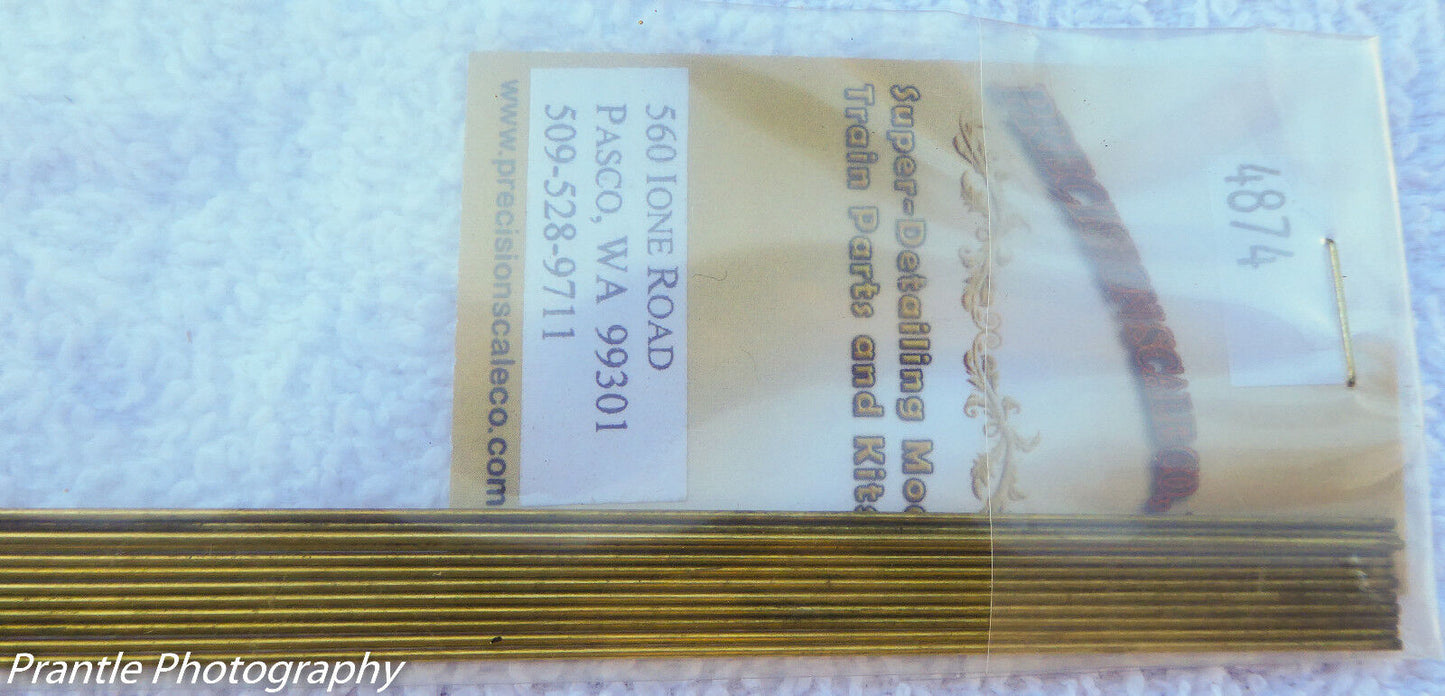 4874
Super-Detailing
Train Parts and Kits
560 IONE ROAD
PASCO, WA 99301
509-528-9711
www.precisionscaleco.com
Prantle Photography